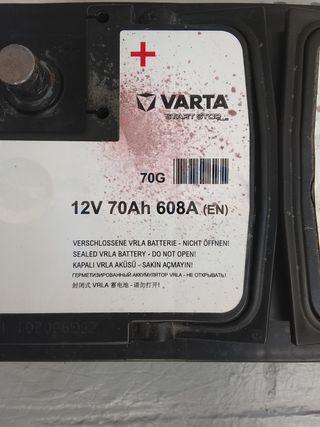 +
VARTA
START STOP PLUS
70G
12V 70Ah 608A (EN)
VERSCHLOSSENE VRLA BATTERIE - NICHT ÖFFNEN!
SEALED VRLA BATTERY - DO NOT OPEN!
KAPALI VRLA AKÜSÜ - SAKIN AÇMAYIN!
ГЕРМЕТИЗИРОВАННЫЙ АККУМУЛЯТОР VRLA - НЕ ОТКРЫВАТЬ!
封闭式 VRLA 蓄电池 - 请勿打开!